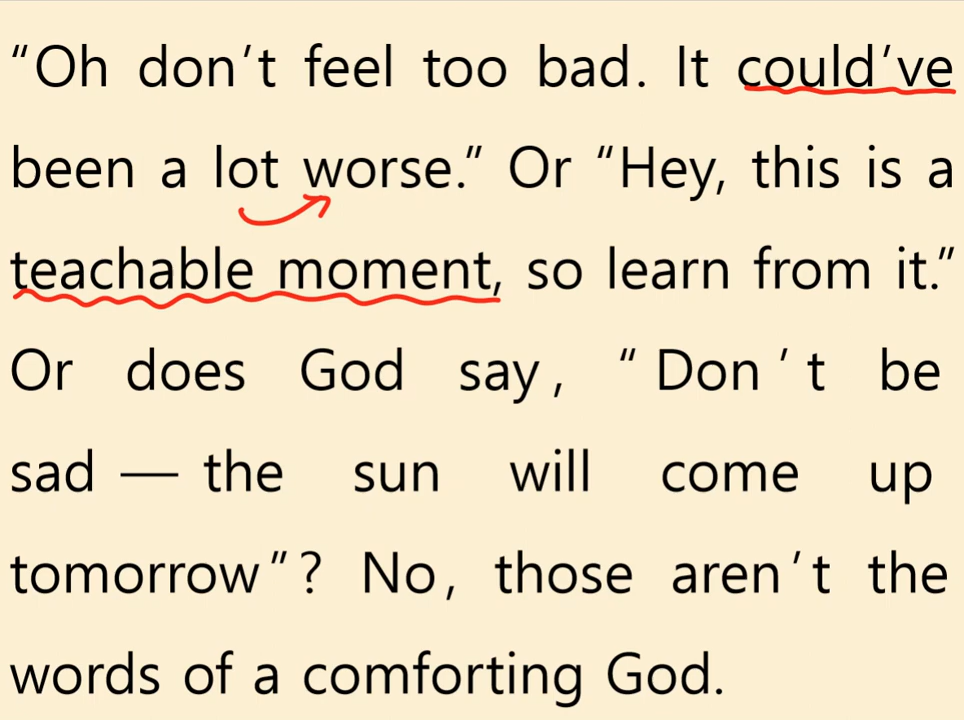 “Oh don’t feel too bad. It could’ve
been a lot worse.” Or “Hey, this is a
teachable moment, so learn from it.”
Or does God say, “Don’t be
sad — the sun will come up
tomorrow”? No, those aren’t the
words of a comforting God.